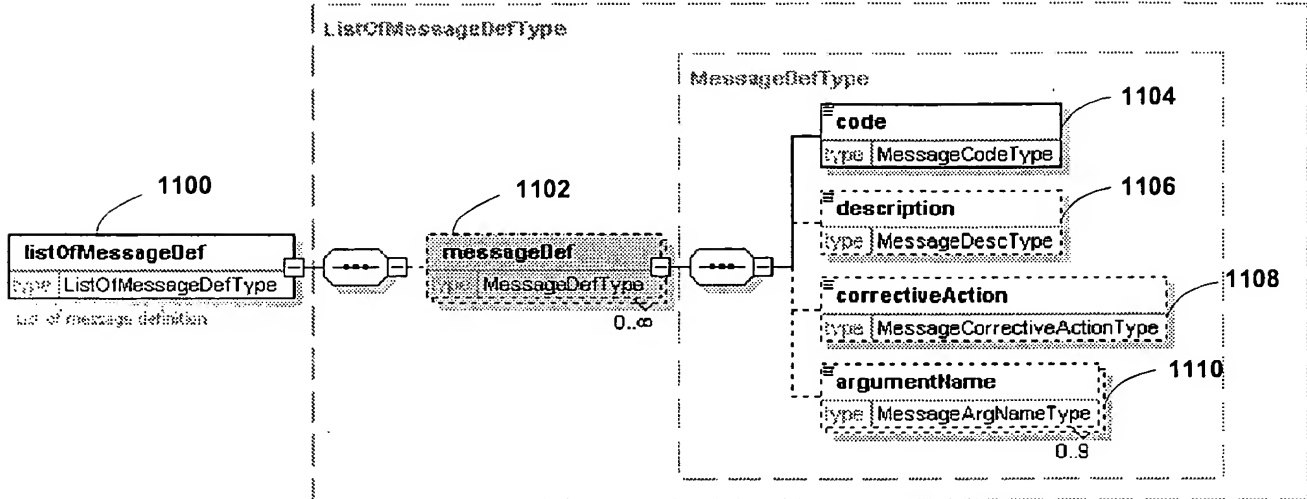 ListOfMessageDefType
MessageDefType
1104
code
type MessageCodeType
1100
1102
1106
description
type MessageDescType
listOfMessageDef
type ListOfMessageDefType
List of message definition
messageDef
type MessageDefType
0..∞
1108
correctiveAction
type MessageCorrectiveActionType
1110
argumentName
type MessageArgNameType
0..9